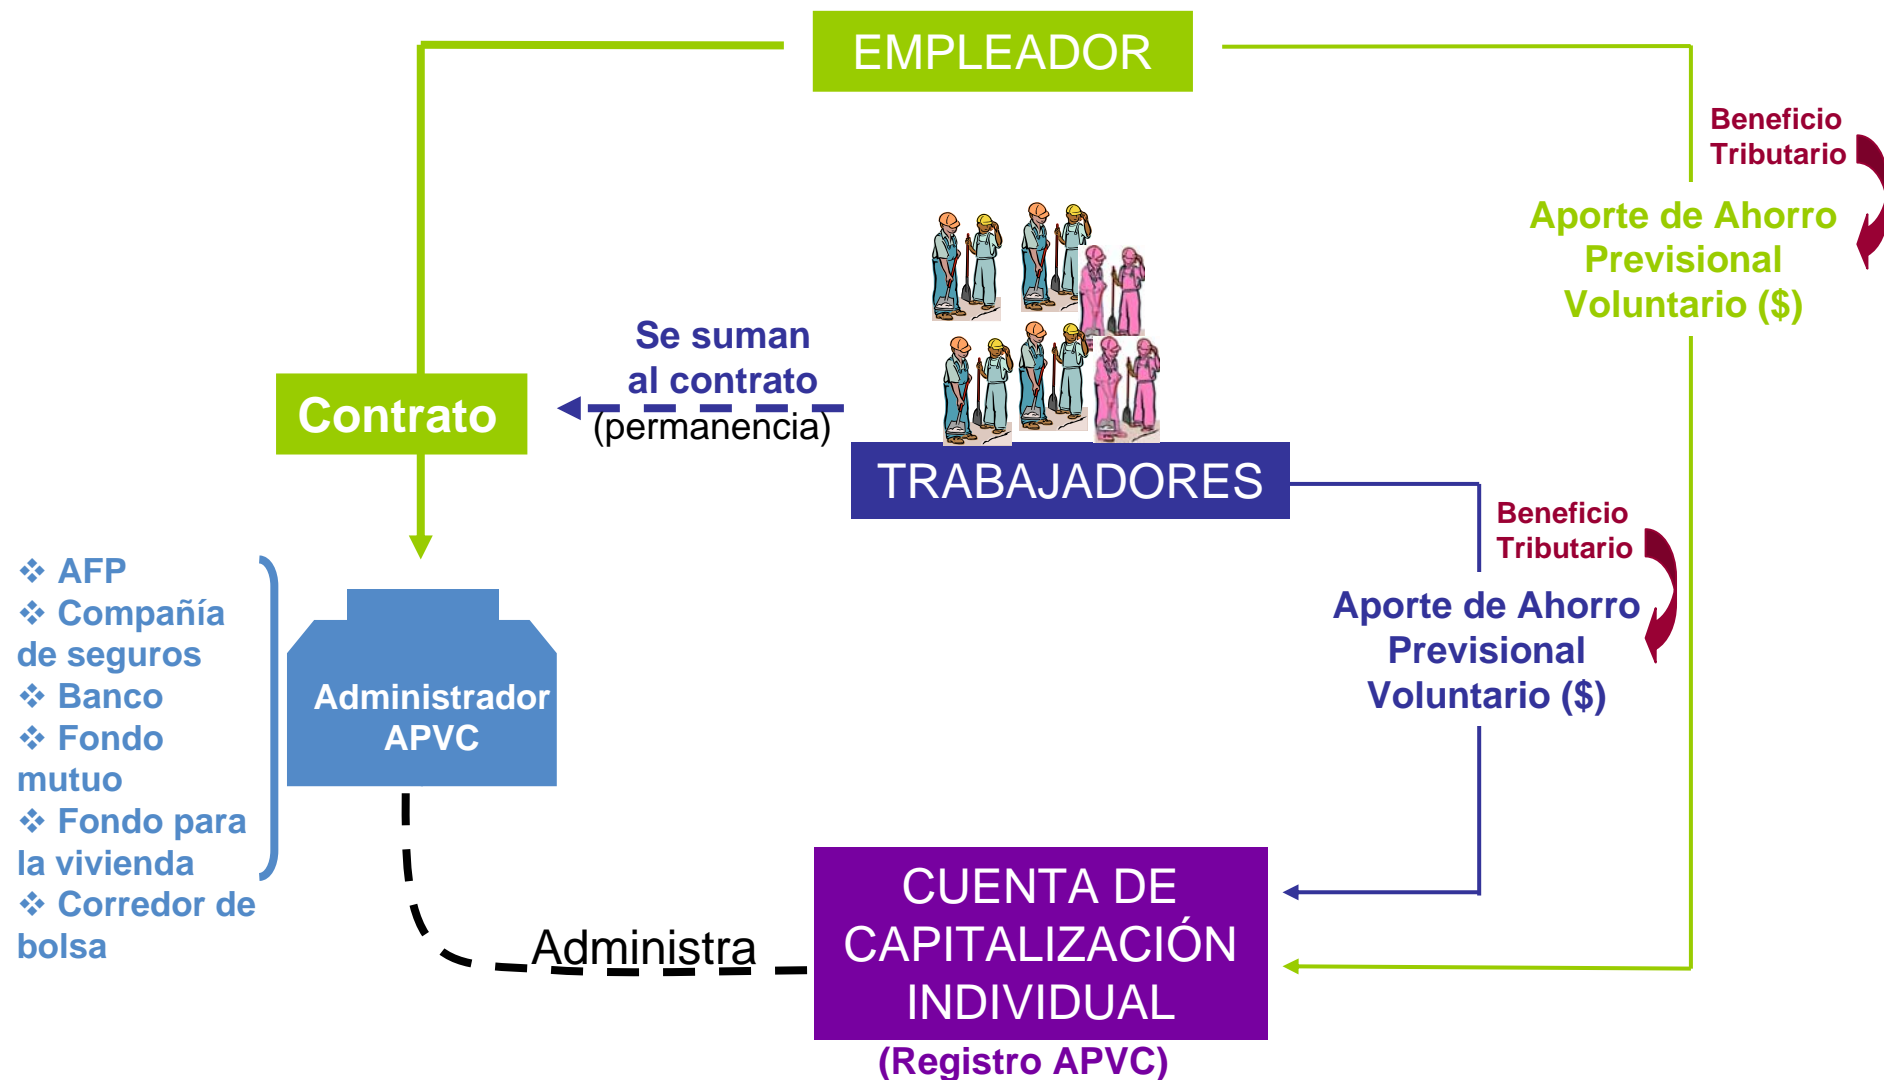 EMPLEADOR
Beneficio
Tributario
Aporte de Ahorro
Previsional
Voluntario ($)
Se suman
al contrato
(permanencia)
Contrato
TRABAJADORES
Beneficio
Tributario
Aporte de Ahorro
Previsional
Voluntario ($)
❖ AFP
❖ Compañía
de seguros
❖ Banco
❖ Fondo
mutuo
❖ Fondo para
la vivienda
❖ Corredor de
bolsa
Administrador
APVC
Administra
CUENTA DE
CAPITALIZACIÓN
INDIVIDUAL
(Registro APVC)